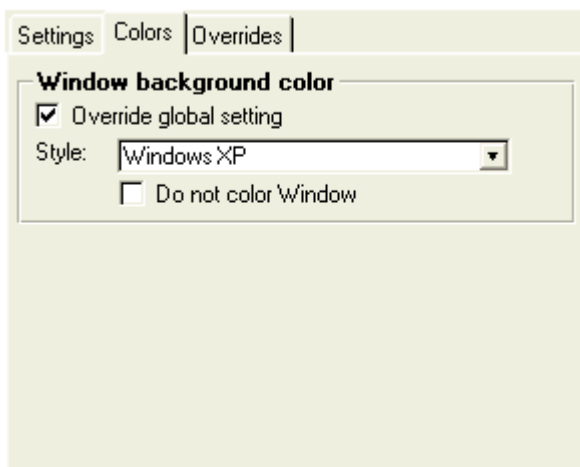 Settings Colors Overrides
Window background color
Override global setting
Style: Windows XP
Do not color Window